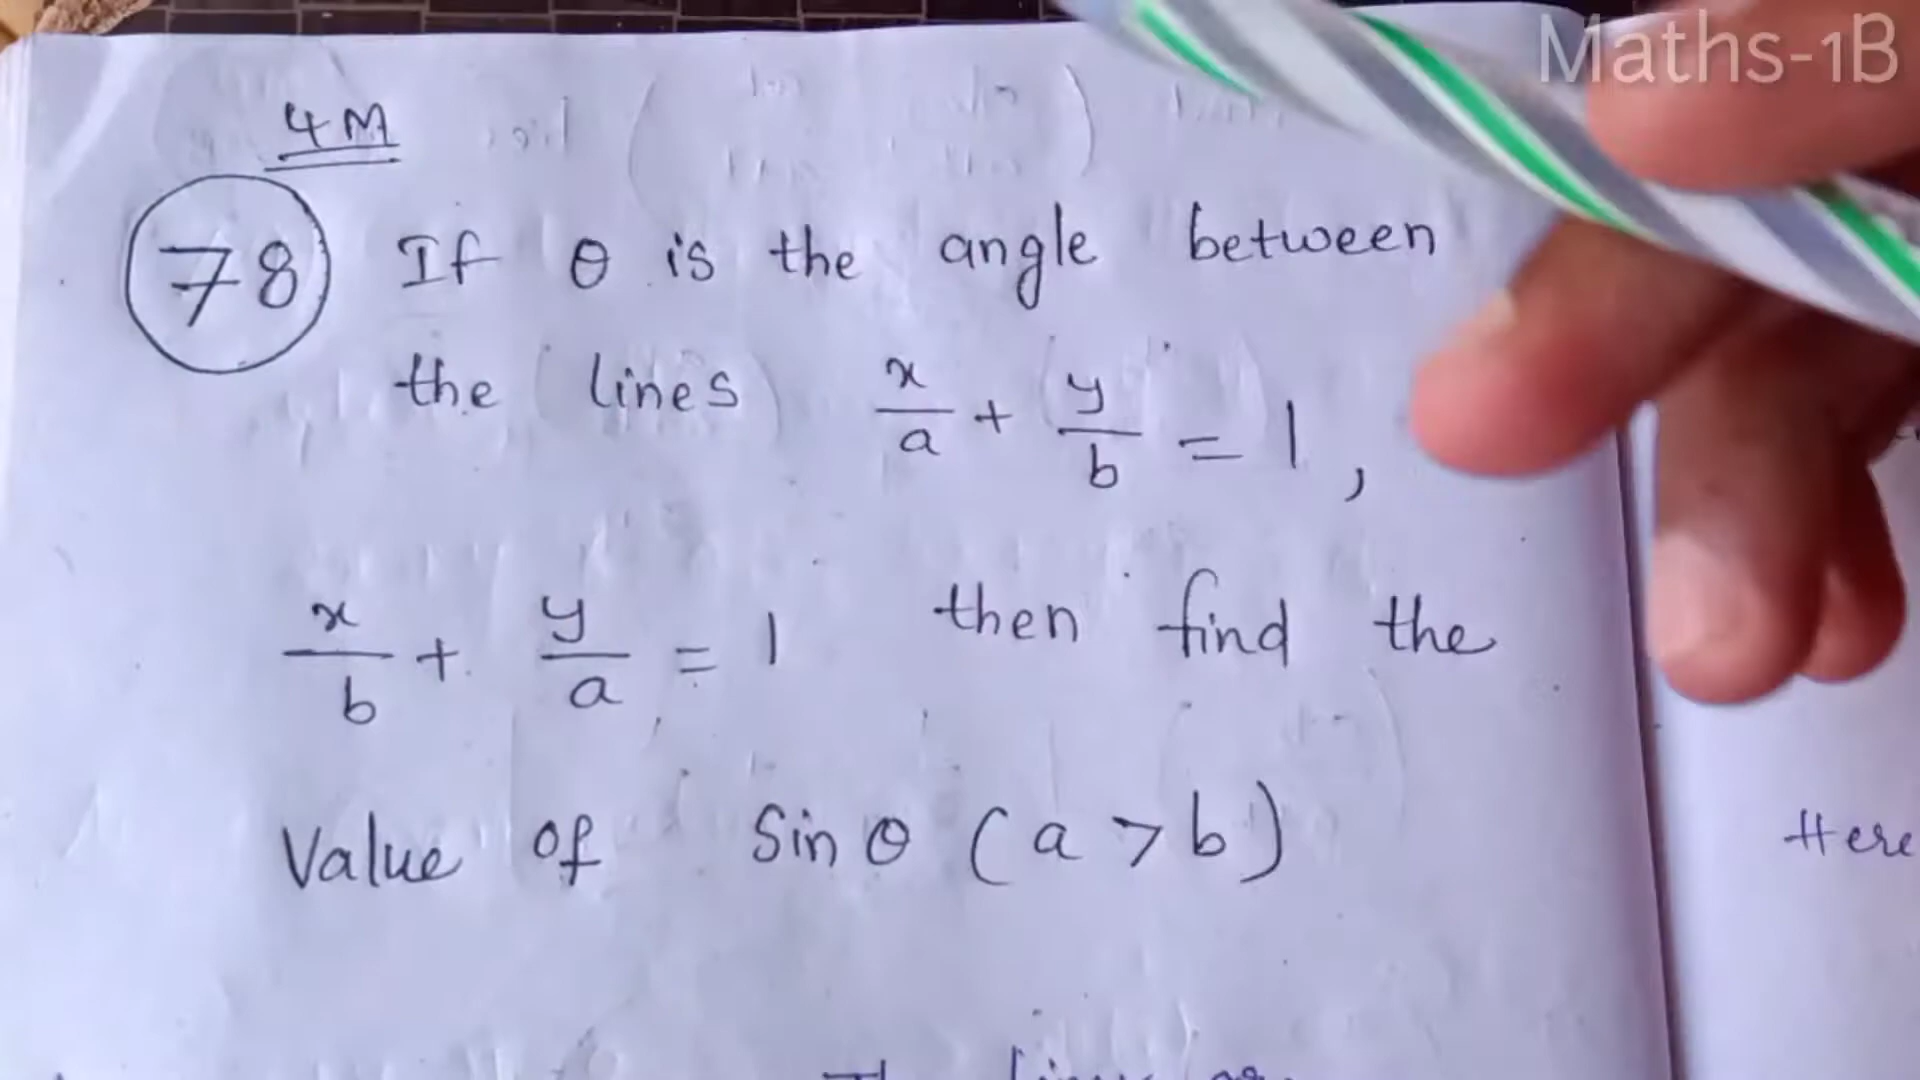 Maths-1B
4M
78 If θ is the angle between
the lines x/a + y/b = 1,
x/b + y/a = 1 then find the
Value of Sin θ (a > b)
Here